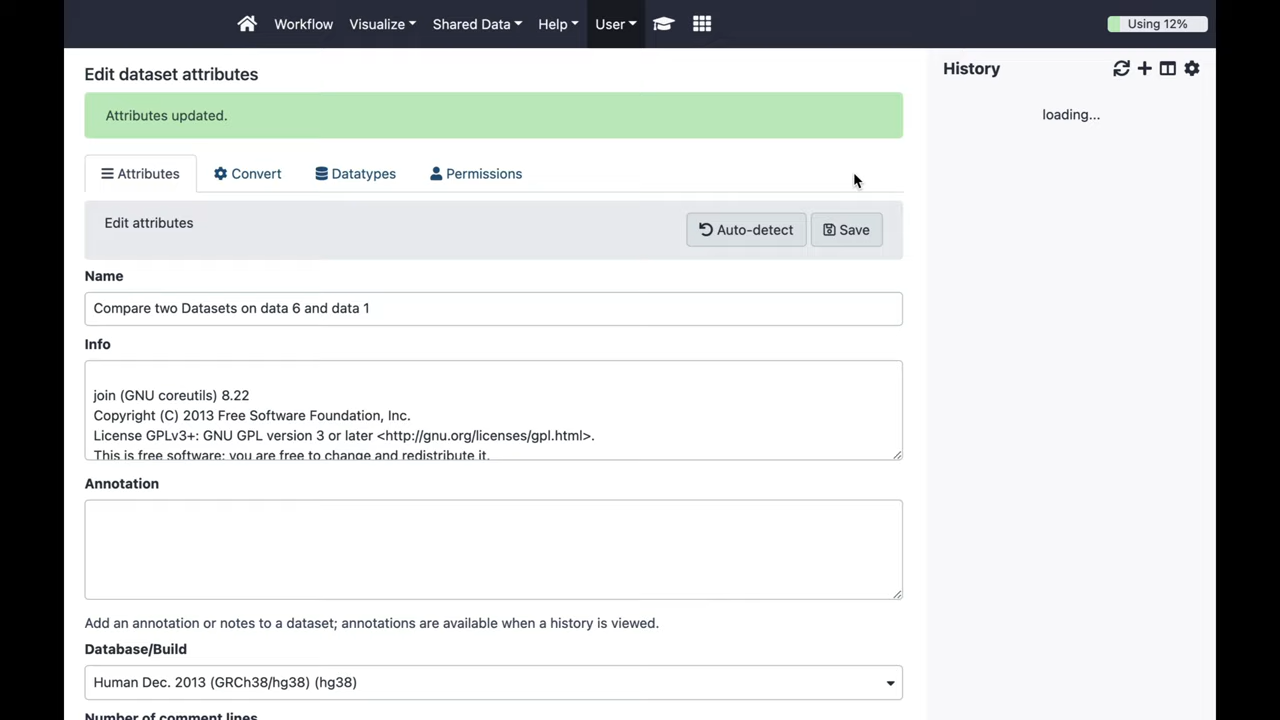 Workflow Visualize Shared Data Help User Using 12%
Edit dataset attributes
History
Attributes updated.
loading...
Attributes Convert Datatypes Permissions
Edit attributes
Auto-detect Save
Name
Compare two Datasets on data 6 and data 1
Info
join (GNU coreutils) 8.22
Copyright (C) 2013 Free Software Foundation, Inc.
License GPLv3+: GNU GPL version 3 or later <http://gnu.org/licenses/gpl.html>.
This is free software: you are free to change and redistribute it.
Annotation
Add an annotation or notes to a dataset; annotations are available when a history is viewed.
Database/Build
Human Dec. 2013 (GRCh38/hg38) (hg38)
Number of comment lines